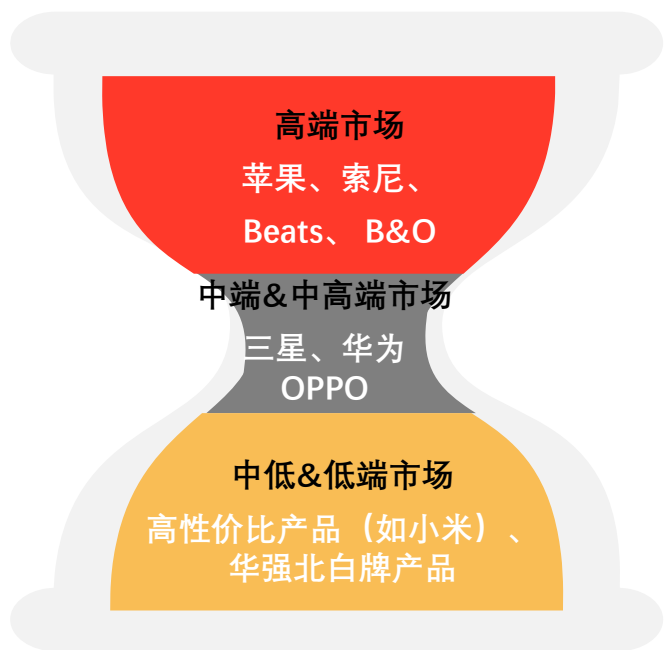 高端市场
苹果、索尼、
Beats、 B&O
中端&中高端市场
三星、华为
OPPO
中低&低端市场
高性价比产品（如小米）、
华强北白牌产品